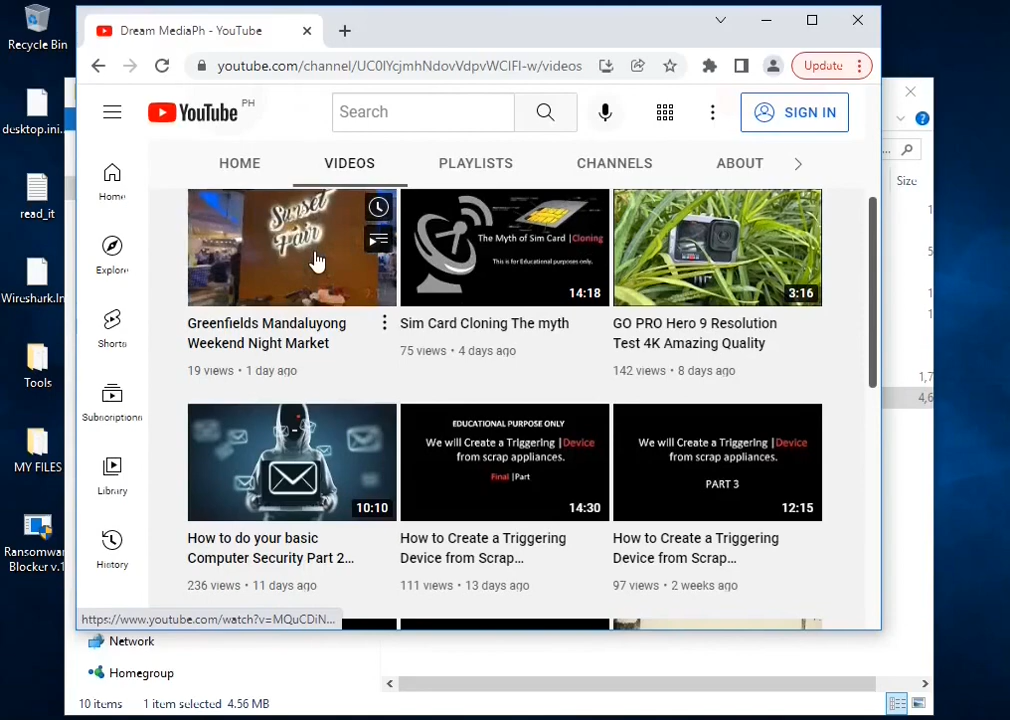 Recycle Bin
desktop.ini...
read_it
Wireshark.ln
Tools
MY FILES
Ransomwar
Blocker v.1
Dream MediaPh - YouTube
Update
YouTube PH
Search
SIGN IN
HOME VIDEOS PLAYLISTS CHANNELS ABOUT
Home
Explore
Shorts
Subscriptions
Library
History
Sunset
Fair
The Myth of Sim Card |Cloning
This is for Educational purposes only.
14:18
3:16
Greenfields Mandaluyong
Weekend Night Market
19 views • 1 day ago
Sim Card Cloning The myth
75 views • 4 days ago
GO PRO Hero 9 Resolution
Test 4K Amazing Quality
142 views • 8 days ago
10:10
EDUCATIONAL PURPOSE ONLY
We will Create a Triggering |Device
from scrap appliances.
Final |Part
14:30
We will Create a Triggering |Device
from scrap appliances.
PART 3
12:15
How to do your basic
Computer Security Part 2...
236 views • 11 days ago
How to Create a Triggering
Device from Scrap...
111 views • 13 days ago
How to Create a Triggering
Device from Scrap...
97 views • 2 weeks ago
https://www.youtube.com/watch?v=MQuCDiN...
Size
1,7
4,6
Network
Homegroup
10 items 1 item selected 4.56 MB